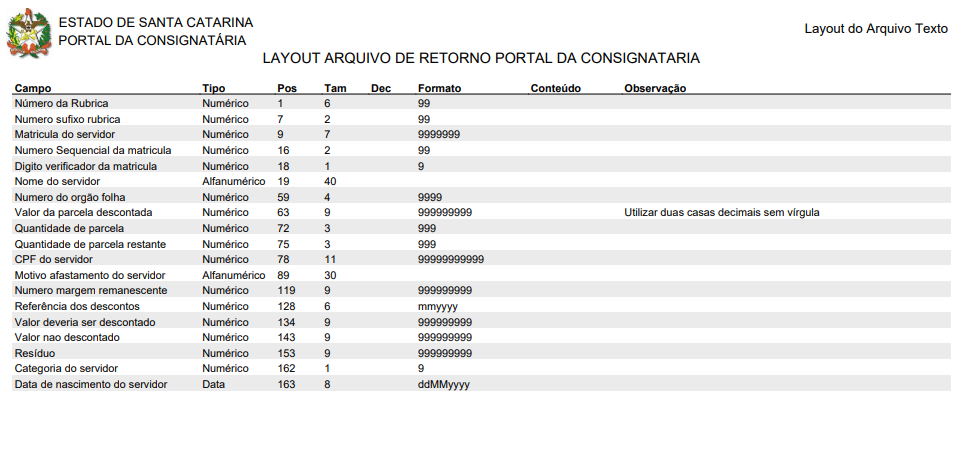 ESTADO DE SANTA CATARINA
PORTAL DA CONSIGNATÁRIA
Layout do Arquivo Texto
LAYOUT ARQUIVO DE RETORNO PORTAL DA CONSIGNATARIA
Campo Tipo Pos Tam Dec Formato Conteúdo Observação
Número da Rubrica Numérico 1 6 99
Numero sufixo rubrica Numérico 7 2 99
Matricula do servidor Numérico 9 7 9999999
Numero Sequencial da matricula Numérico 16 2 99
Digito verificador da matricula Numérico 18 1 9
Nome do servidor Alfanumérico 19 40
Numero do orgão folha Numérico 59 4 9999
Valor da parcela descontada Numérico 63 9 999999999 Utilizar duas casas decimais sem vírgula
Quantidade de parcela Numérico 72 3 999
Quantidade de parcela restante Numérico 75 3 999
CPF do servidor Numérico 78 11 99999999999
Motivo afastamento do servidor Alfanumérico 89 30
Numero margem remanescente Numérico 119 9 999999999
Referência dos descontos Numérico 128 6 mmyyyy
Valor deveria ser descontado Numérico 134 9 999999999
Valor nao descontado Numérico 143 9 999999999
Resíduo Numérico 153 9 999999999
Categoria do servidor Numérico 162 1 9
Data de nascimento do servidor Data 163 8 ddMMyyyy